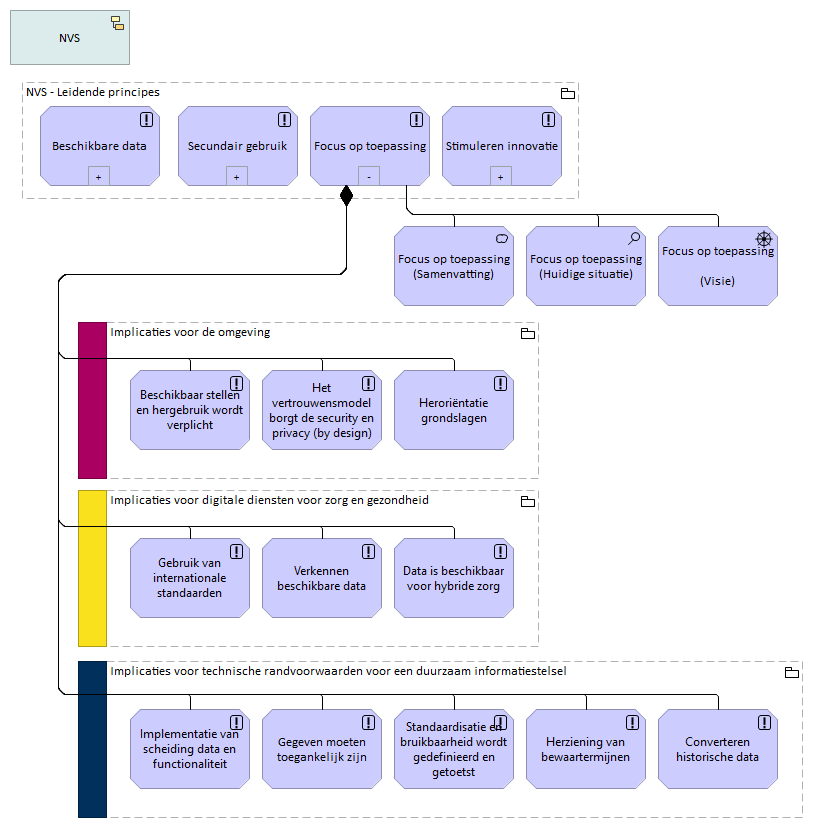 NVS
NVS - Leidende principes
Beschikbare data
+
Secundair gebruik
+
Focus op toepassing
-
Stimuleren innovatie
+
Focus op toepassing
(Samenvatting)
Focus op toepassing
(Huidige situatie)
Focus op toepassing
(Visie)
Implicaties voor de omgeving
Beschikbaar stellen
en hergebruik wordt
verplicht
Het
vertrouwensmodel
borgt de security en
privacy (by design)
Heroriëntatie
grondslagen
Implicaties voor digitale diensten voor zorg en gezondheid
Gebruik van
internationale
standaarden
Verkennen
beschikbare data
Data is beschikbaar
voor hybride zorg
Implicaties voor technische randvoorwaarden voor een duurzaam informatiestelsel
Implementatie van
scheiding data en
functionaliteit
Gegeven moeten
toegankelijk zijn
Standaardisatie en
bruikbaarheid wordt
gedefinieerd en
getoetst
Herziening van
bewaartermijnen
Converteren
historische data